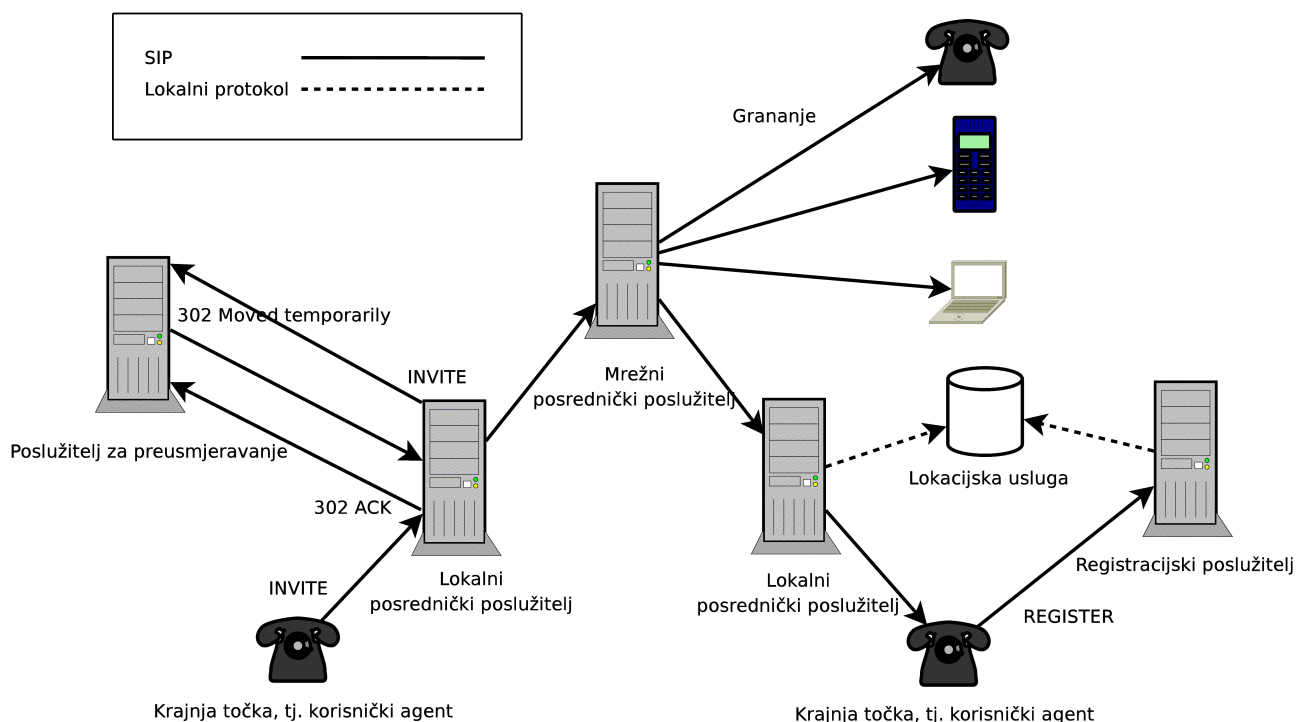 SIP
Lokalni protokol
Grananje
302 Moved temporarily
INVITE
Mrežni
posrednički poslužitelj
Poslužitelj za preusmjeravanje
Lokacijska usluga
302 ACK
Registracijski poslužitelj
Lokalni
posrednički poslužitelj
Lokalni
posrednički poslužitelj
INVITE
REGISTER
Krajnja točka, tj. korisnički agent
Krajnja točka, tj. korisnički agent